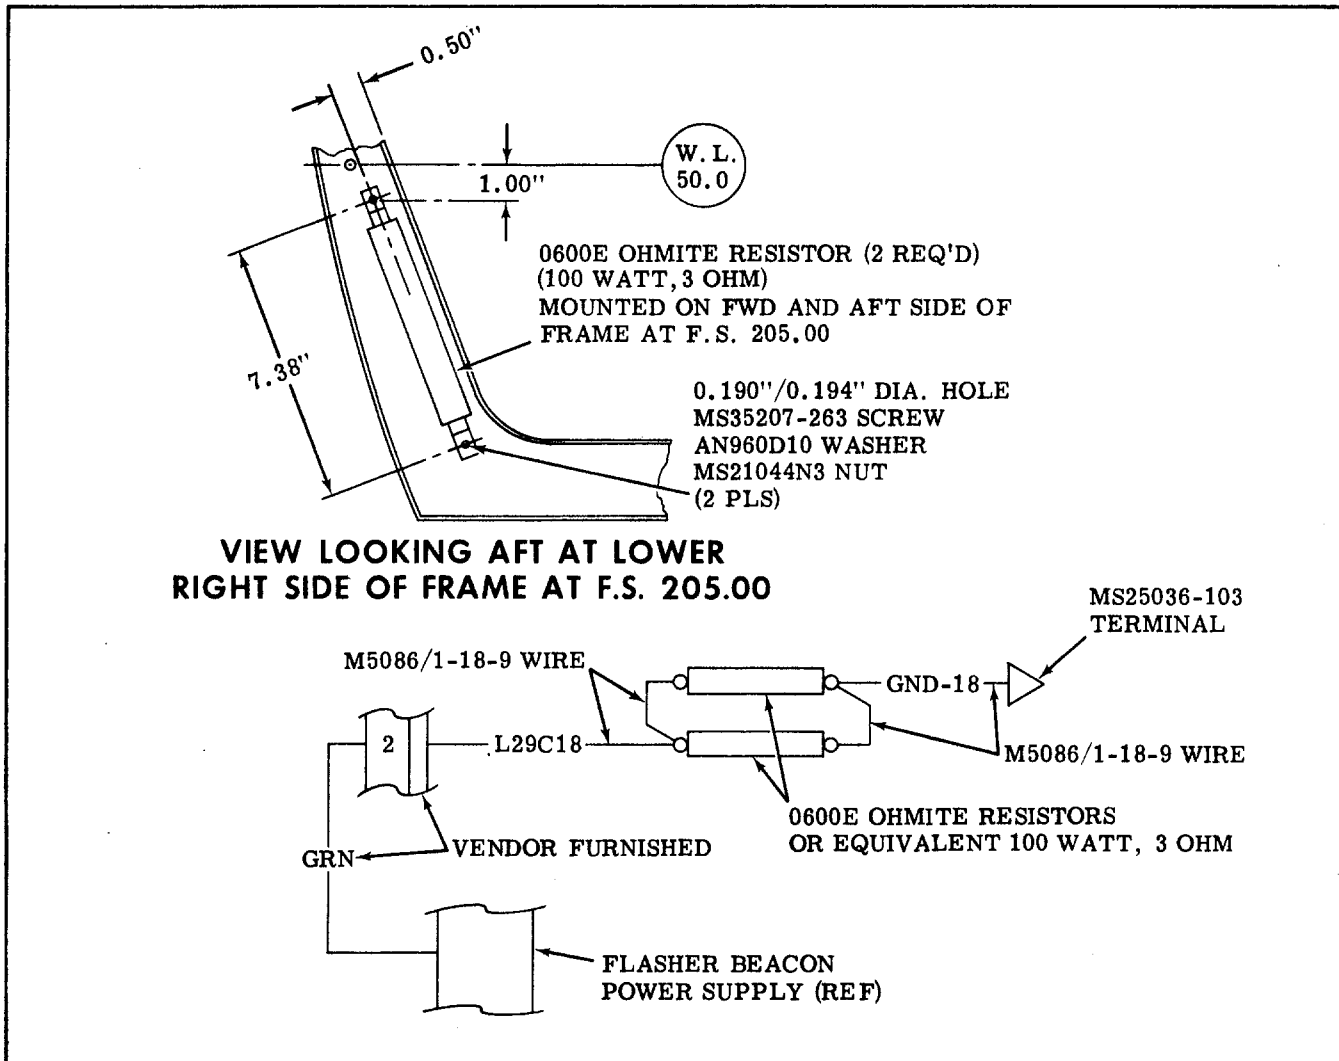 0.50"
W. L.
50.0
1.00"
0600E OHMITE RESISTOR (2 REQ'D)
(100 WATT, 3 OHM)
MOUNTED ON FWD AND AFT SIDE OF
FRAME AT F.S. 205.00
7.38"
0.190"/0.194" DIA. HOLE
MS35207-263 SCREW
AN960D10 WASHER
MS21044N3 NUT
(2 PLS)
VIEW LOOKING AFT AT LOWER
RIGHT SIDE OF FRAME AT F.S. 205.00
MS25036-103
TERMINAL
M5086/1-18-9 WIRE
GND-18
2
L29C18
M5086/1-18-9 WIRE
0600E OHMITE RESISTORS
OR EQUIVALENT 100 WATT, 3 OHM
VENDOR FURNISHED
GRN
FLASHER BEACON
POWER SUPPLY (REF)